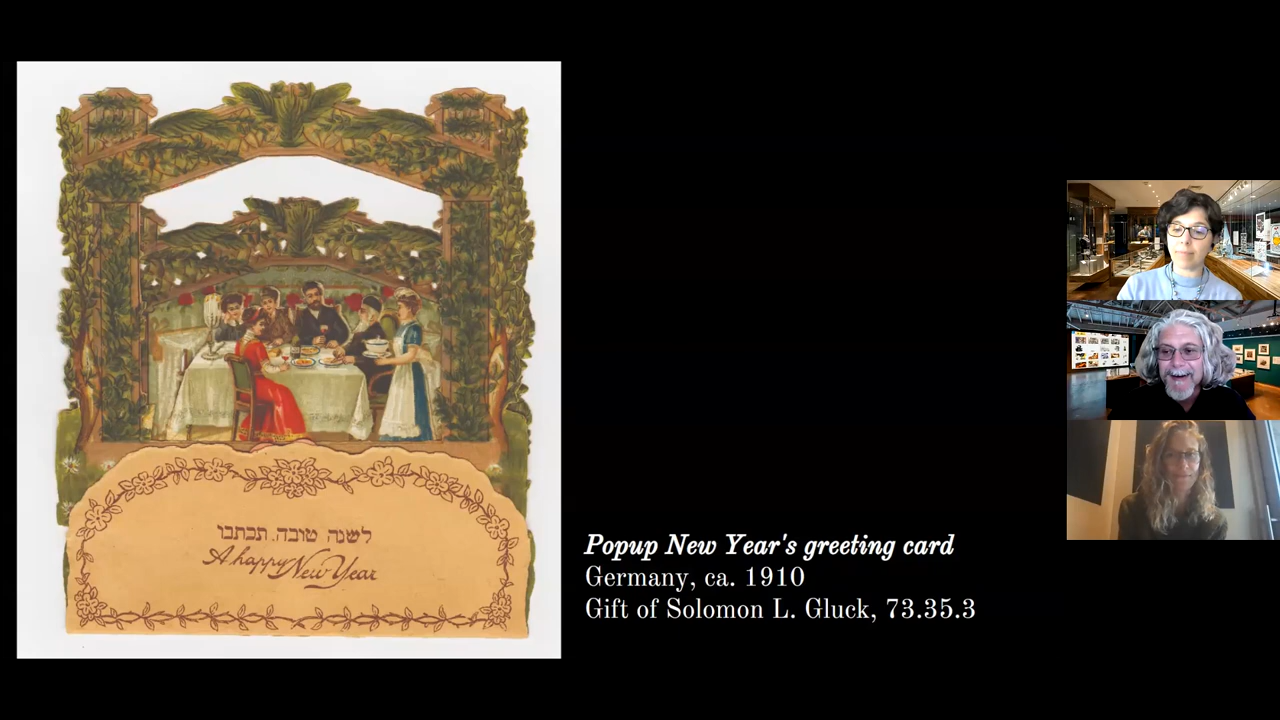 לשנה טובה תכתבו
A happy New Year
Popup New Year's greeting card
Germany, ca. 1910
Gift of Solomon L. Gluck, 73.35.3